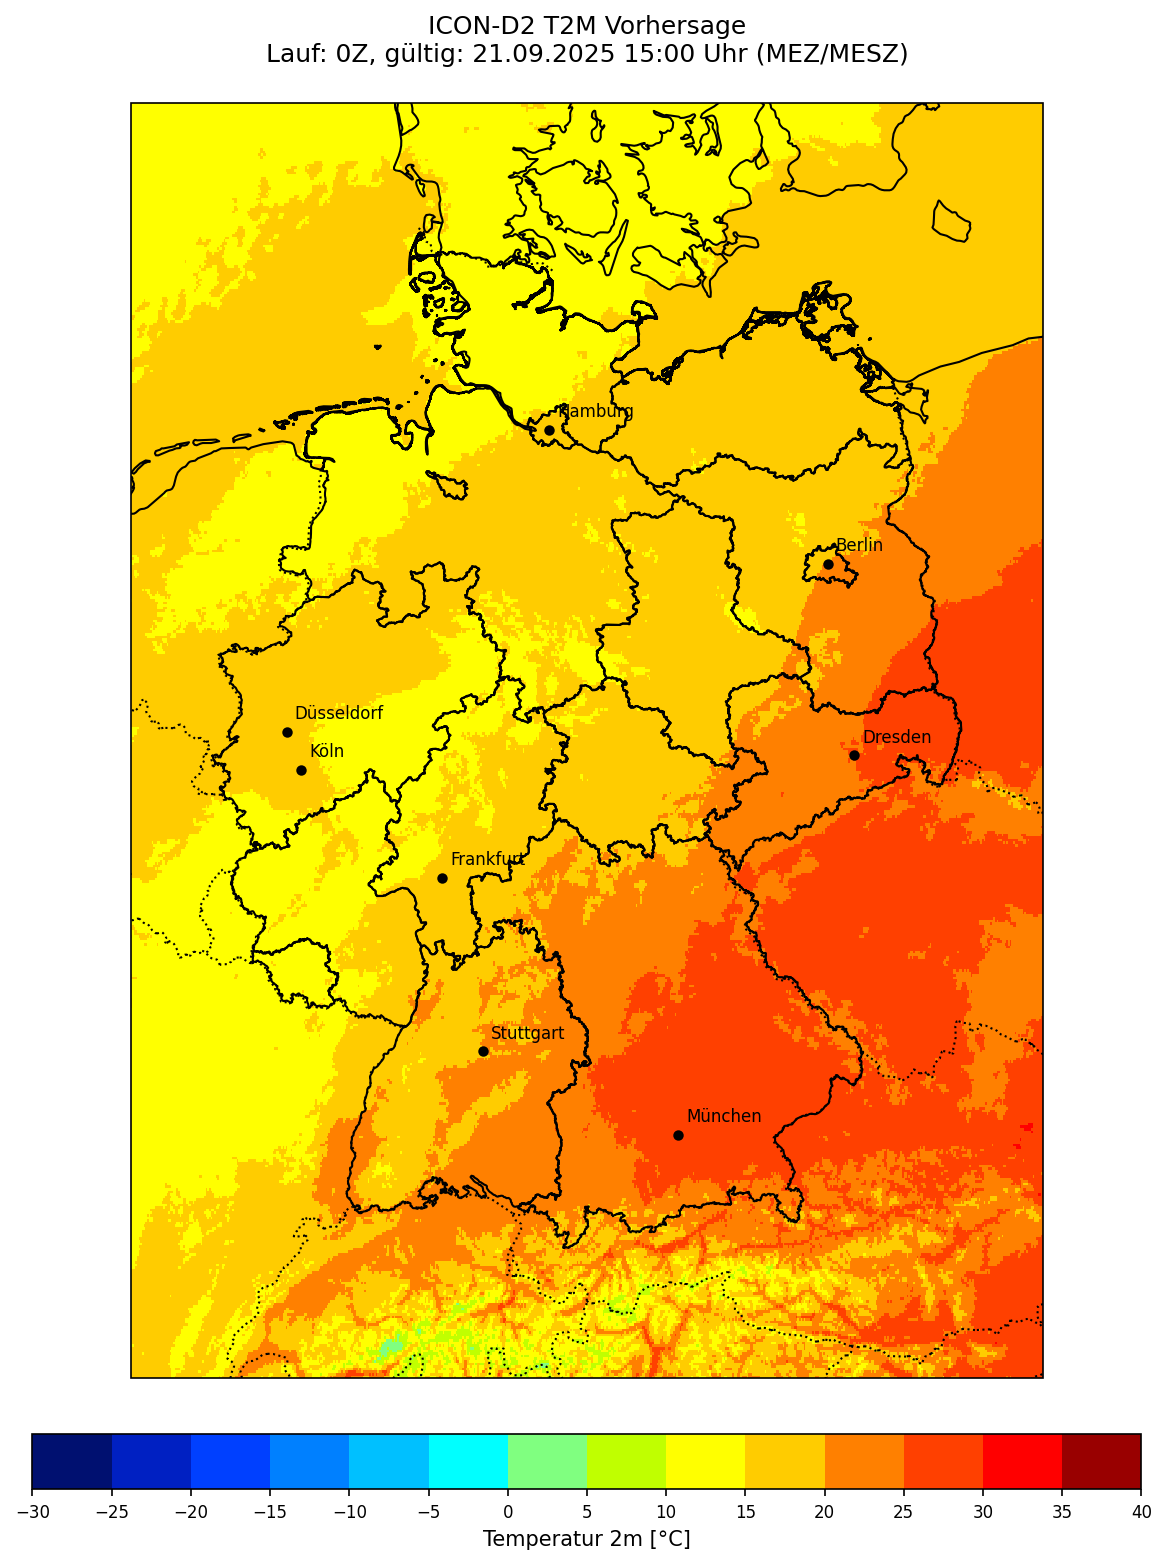 ICON-D2 T2M Vorhersage
Lauf: 0Z, gültig: 21.09.2025 15:00 Uhr (MEZ/MESZ)
Hamburg
Berlin
Düsseldorf
Dresden
Köln
Frankfurt
Stuttgart
München
−30 −25 −20 −15 −10 −5 0 5 10 15 20 25 30 35 40
Temperatur 2m [°C]